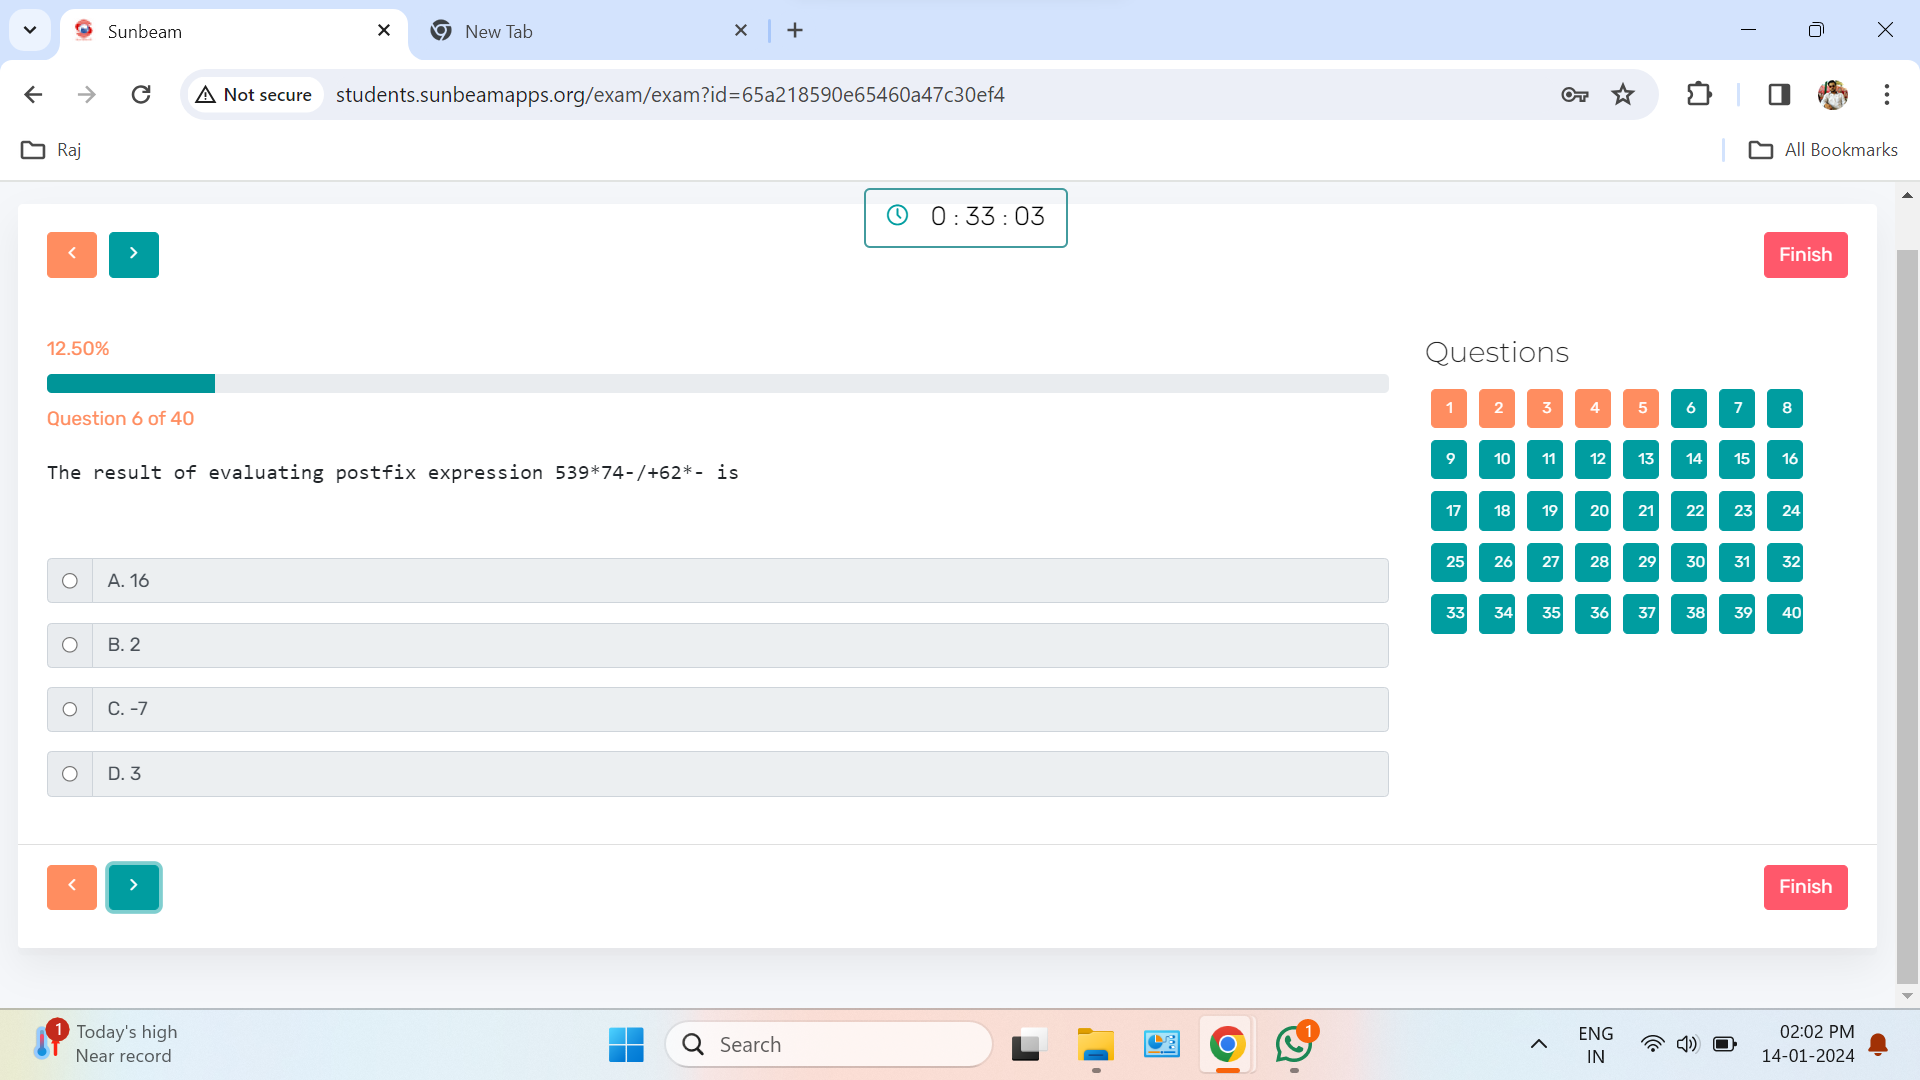 Sunbeam
New Tab
Not secure
students.sunbeamapps.org/exam/exam?id=65a218590e65460a47c30ef4
Raj
All Bookmarks
0 : 33 : 03
Finish
12.50%
Question 6 of 40
The result of evaluating postfix expression 539*74-/+62*- is
A. 16
B. 2
C. -7
D. 3
Questions
1 2 3 4 5 6 7 8
9 10 11 12 13 14 15 16
17 18 19 20 21 22 23 24
25 26 27 28 29 30 31 32
33 34 35 36 37 38 39 40
Finish
1
Today's high
Near record
Search
1
ENG
IN
02:02 PM
14-01-2024